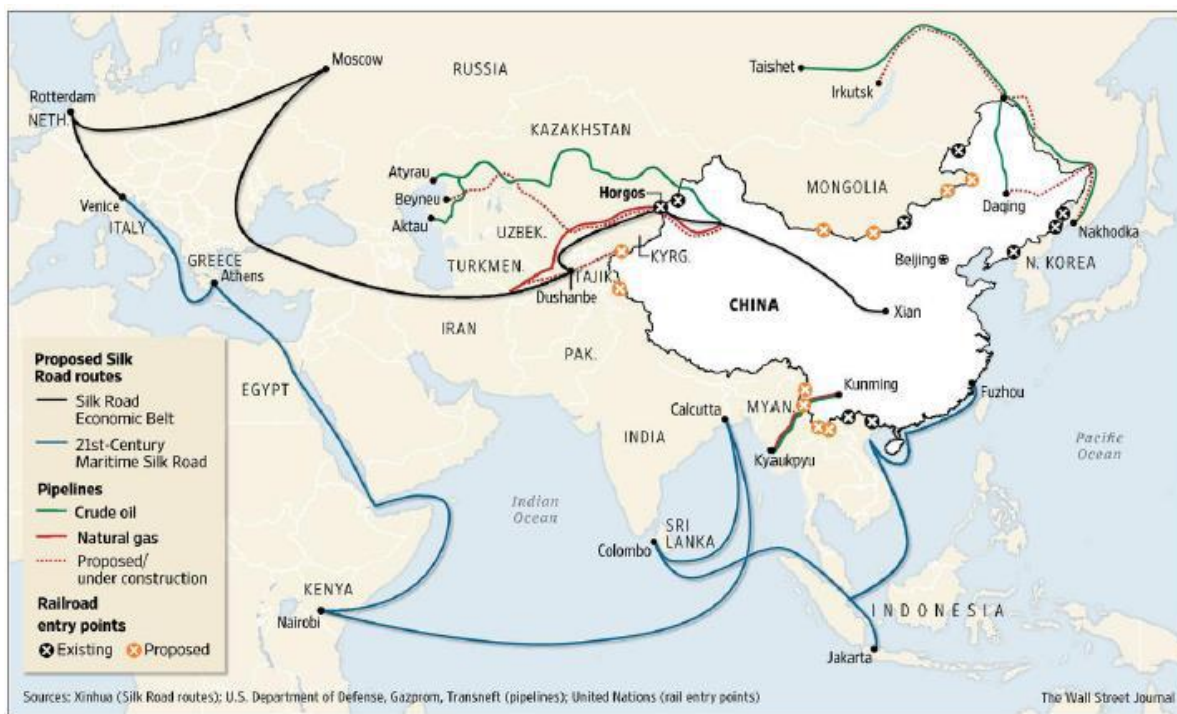 Moscow
RUSSIA
Taishet
Irkutsk
Rotterdam
NETH.
KAZAKHSTAN
Atyrau
Beyneu
Aktau
Horgos
MONGOLIA
Daqing
Nakhodka
Venice
ITALY
UZBEK.
GREECE
Athens
TURKMEN.
KYRG.
TAJIK.
Dushanbe
Beijing
N. KOREA
CHINA
Xian
IRAN
PAK.
EGYPT
Kunming
Fuzhou
Calcutta
MYAN.
INDIA
Kyaukpyu
Pacific
Ocean
Indian
Ocean
SRI
LANKA
Colombo
KENYA
Nairobi
INDONESIA
Jakarta
Proposed Silk
Road routes
Silk Road
Economic Belt
21st-Century
Maritime Silk Road
Pipelines
Crude oil
Natural gas
Proposed/
under construction
Railroad
entry points
Existing Proposed
Sources: Xinhua (Silk Road routes); U.S. Department of Defense, Gazprom, Transneft (pipelines); United Nations (rail entry points)
The Wall Street Journal